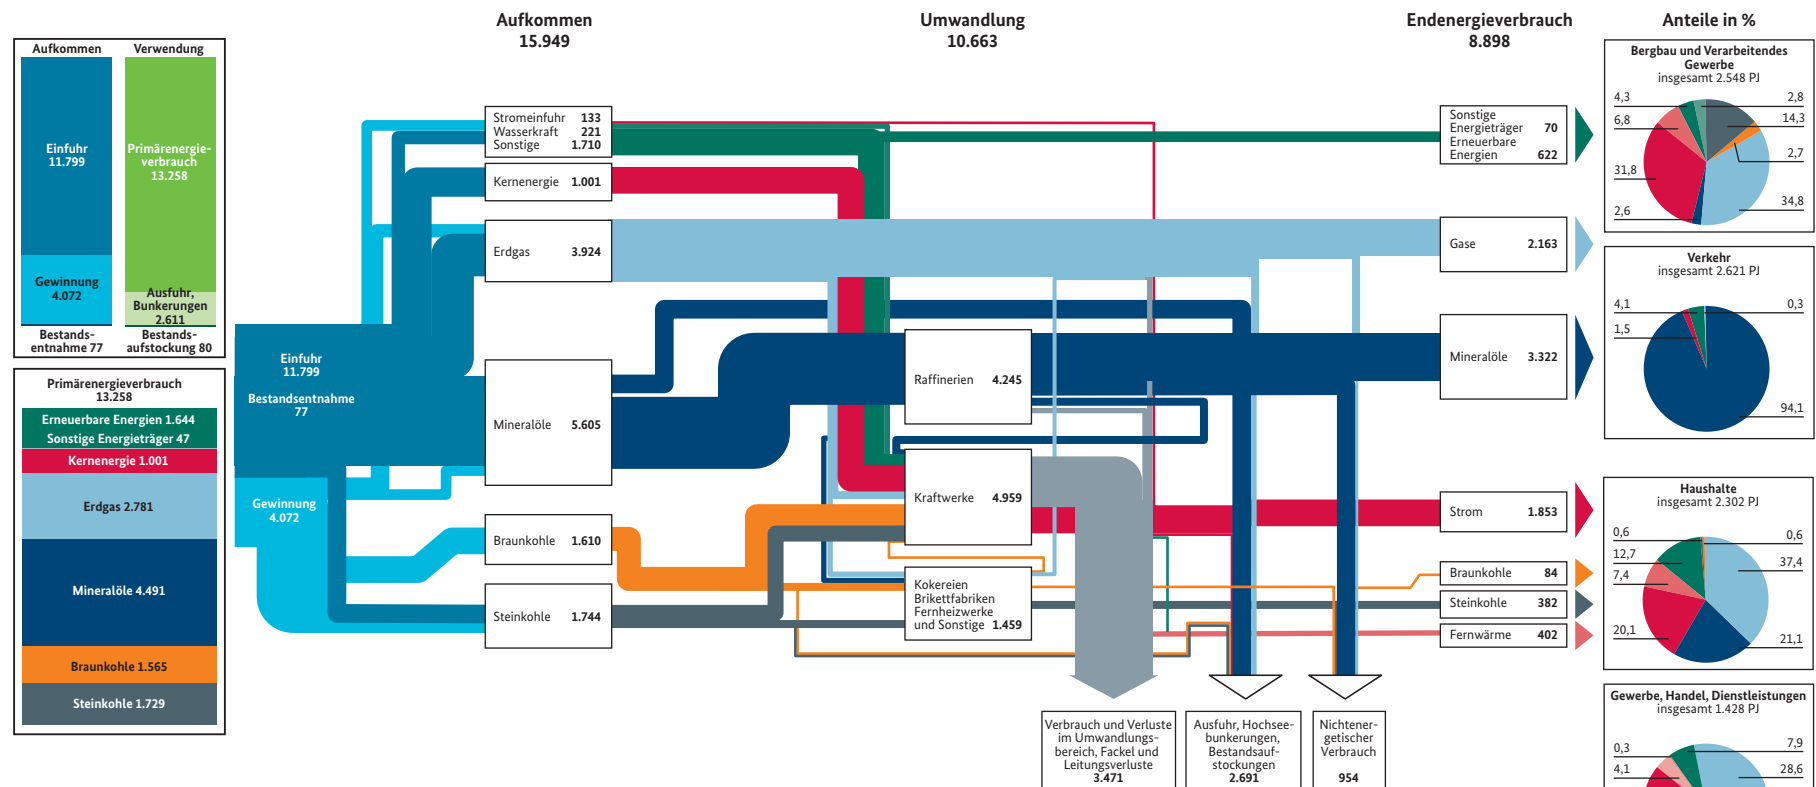 Aufkommen
15.949
Umwandlung
10.663
Endenergieverbrauch
8.898
Anteile in %
Aufkommen
Verwendung
Einfuhr
11.799
Primärenergie-
verbrauch
13.258
Gewinnung
4.072
Ausfuhr,
Bunkerungen
2.611
Bestands-
entnahme 77
Bestands-
aufstockung 80
Primärenergieverbrauch
13.258
Erneuerbare Energien 1.644
Sonstige Energieträger 47
Kernenergie 1.001
Erdgas 2.781
Mineralöle 4.491
Braunkohle 1.565
Steinkohle 1.729
Einfuhr
11.799
Bestandsentnahme
77
Gewinnung
4.072
Stromeinfuhr 133
Wasserkraft 221
Sonstige 1.710
Kernenergie 1.001
Erdgas 3.924
Mineralöle 5.605
Braunkohle 1.610
Steinkohle 1.744
Raffinerien 4.245
Kraftwerke 4.959
Kokereien
Brikettfabriken
Fernheizwerke
und Sonstige 1.459
Verbrauch und Verluste
im Umwandlungs-
bereich, Fackel und
Leitungsverluste
3.471
Ausfuhr, Hochsee-
bunkerungen,
Bestandsauf-
stockungen
2.691
Nichtener-
getischer
Verbrauch
954
Sonstige
Energieträger 70
Erneuerbare
Energien 622
Gase 2.163
Mineralöle 3.322
Strom 1.853
Braunkohle 84
Steinkohle 382
Fernwärme 402
Bergbau und Verarbeitendes
Gewerbe
insgesamt 2.548 PJ
4,3
2,8
6,8
14,3
2,7
31,8
34,8
2,6
Verkehr
insgesamt 2.621 PJ
4,1
0,3
1,5
94,1
Haushalte
insgesamt 2.302 PJ
0,6
0,6
12,7
37,4
7,4
20,1
21,1
Gewerbe, Handel, Dienstleistungen
insgesamt 1.428 PJ
0,3
7,9
4,1
28,6